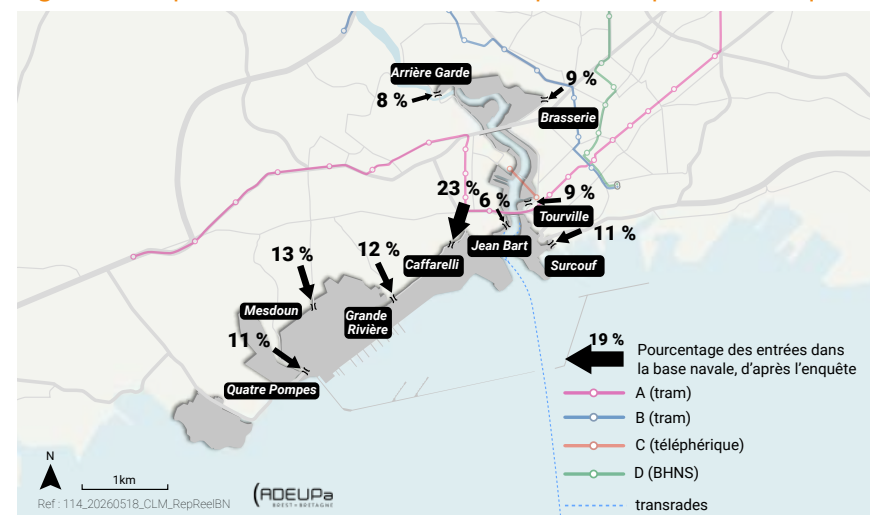 Arrière Garde
9 %
8 %
Brasserie
23 %
6 %
9 %
Tourville
11 %
Jean Bart
Caffarelli
Surcouf
12 %
13 %
Mesdoun
Grande
Rivière
11 %
Quatre Pompes
19 %
Pourcentage des entrées dans
la base navale, d'après l'enquête
A (tram)
B (tram)
C (téléphérique)
D (BHNS)
transrades
N
1km
Ref : 114_20260518_CLM_RepReelBN
ADEUPa
BREST-BRETAGNE